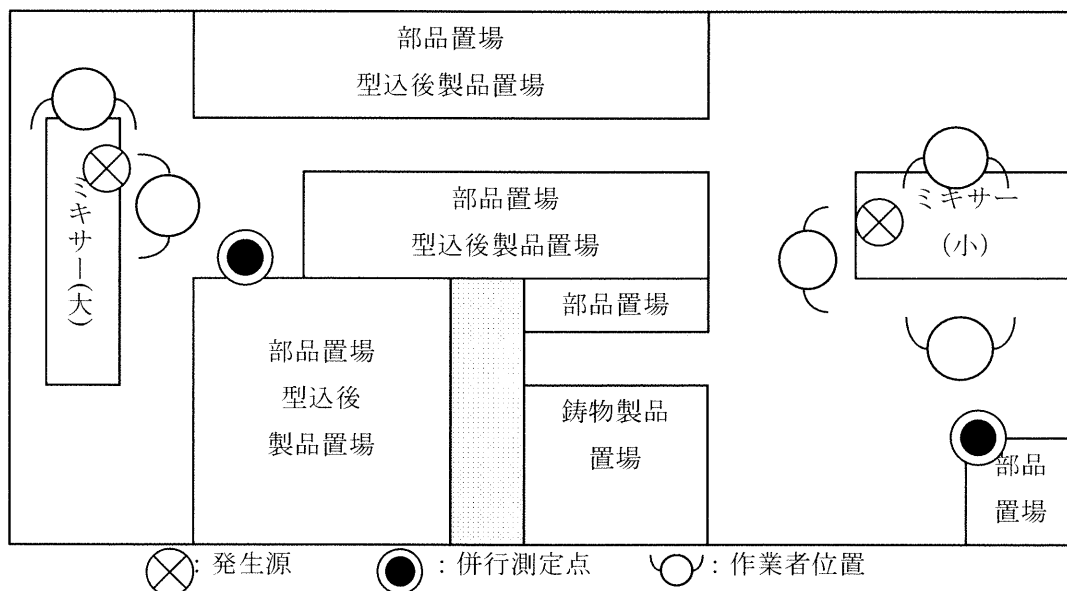 部品置場
型込後製品置場
ミキサー(大)
部品置場
型込後製品置場
ミキサー
(小)
部品置場
部品置場
型込後
製品置場
鋳物製品
置場
部品
置場
: 発生源
: 併行測定点
: 作業者位置